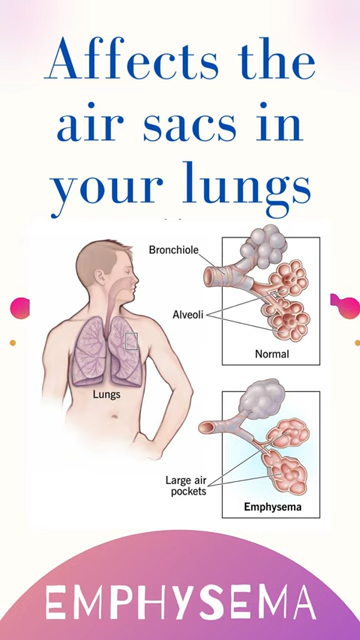 Affects the
air sacs in
your lungs
Bronchiole
Alveoli
Normal
Lungs
Large air
pockets
Emphysema
EMPHYSEMA